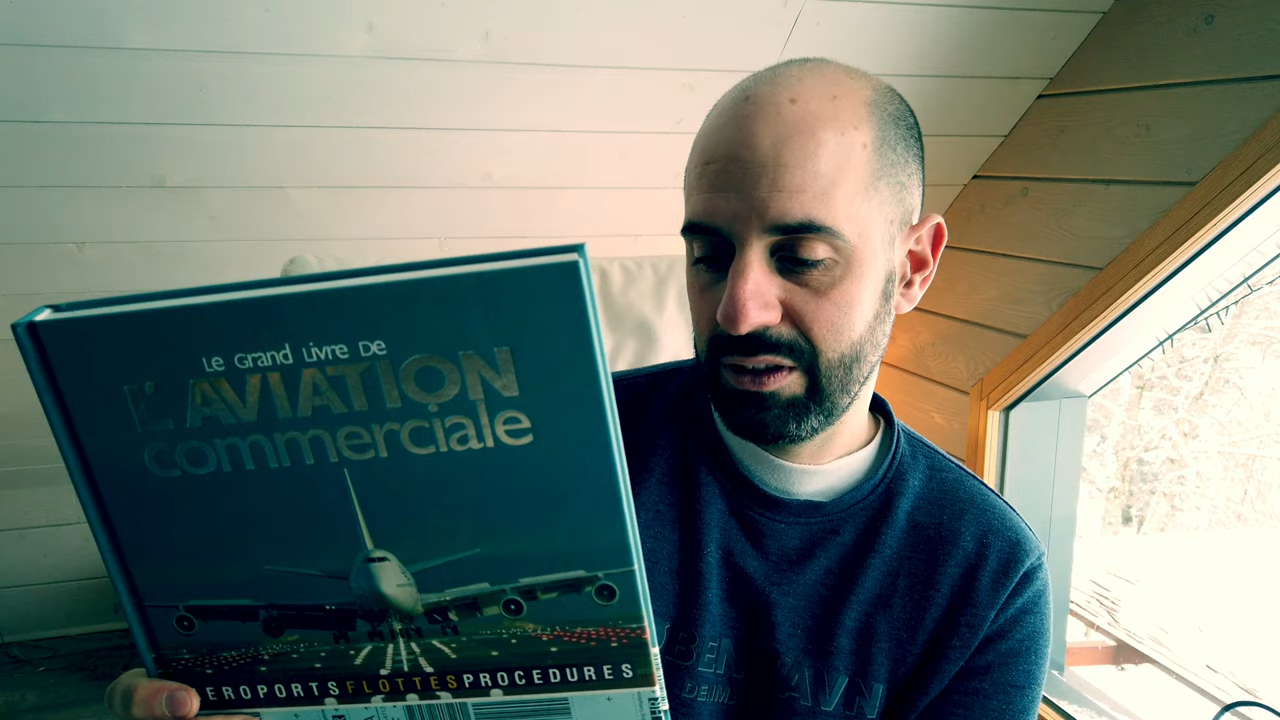 Le Grand Livre De
L'AVIATION
commerciale
EROPORTS FLOTTES PROCEDURES